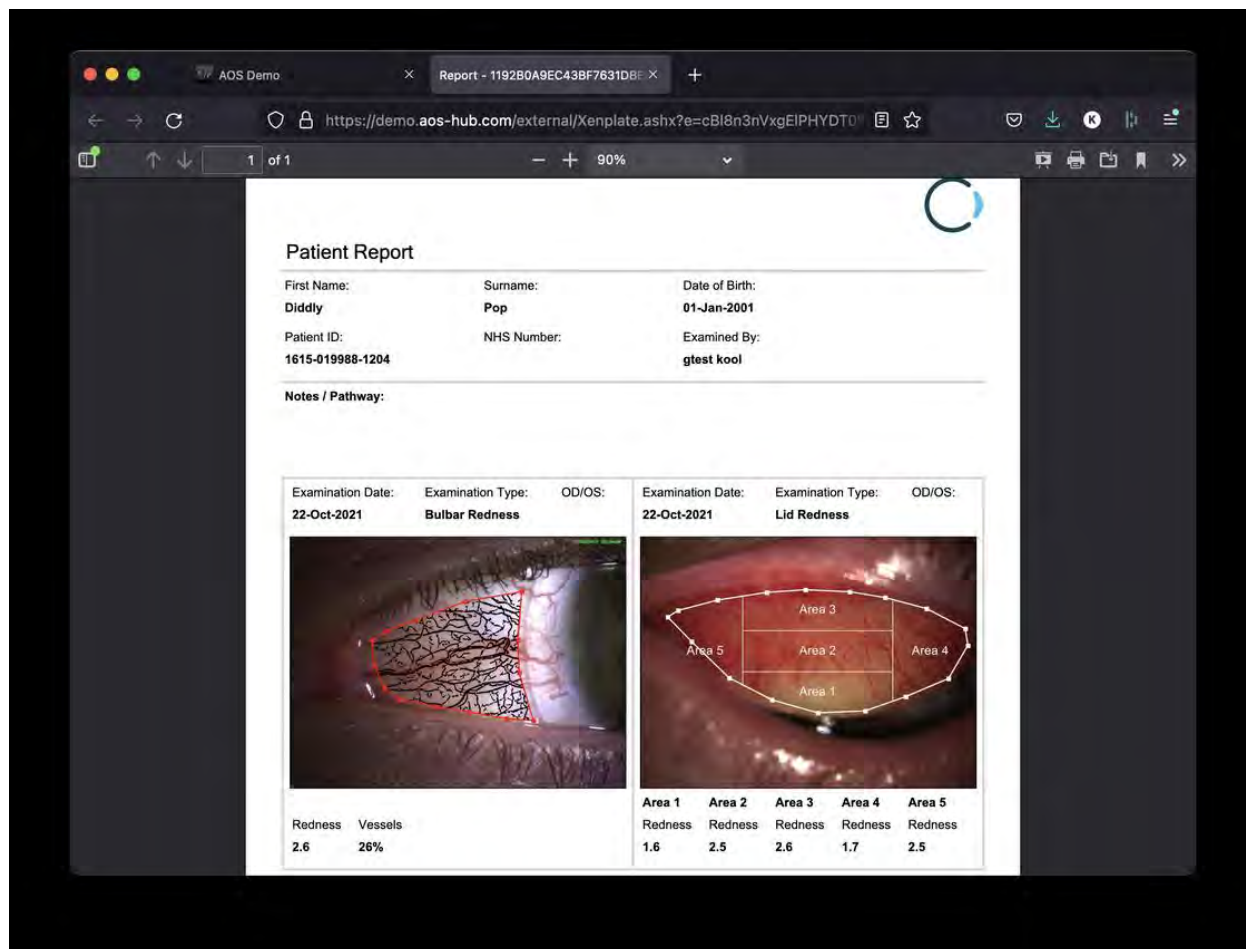 AOS Demo
Report - 1192B0A9EC43BF7631DBE
https://demo.aos-hub.com/external/Xenplate.ashx?e=cBl8n3nVxgElPHYDT0
1 of 1
90%
K
Patient Report
First Name: Surname: Date of Birth:
Diddly Pop 01-Jan-2001
Patient ID: NHS Number: Examined By:
1615-019988-1204 gtest kool
Notes / Pathway:
Examination Date: Examination Type: OD/OS:
22-Oct-2021 Bulbar Redness
Redness Vessels
2.6 26%
Examination Date: Examination Type: OD/OS:
22-Oct-2021 Lid Redness
Area 3
Area 5 Area 2 Area 4
Area 1
Area 1 Area 2 Area 3 Area 4 Area 5
Redness Redness Redness Redness Redness
1.6 2.5 2.6 1.7 2.5